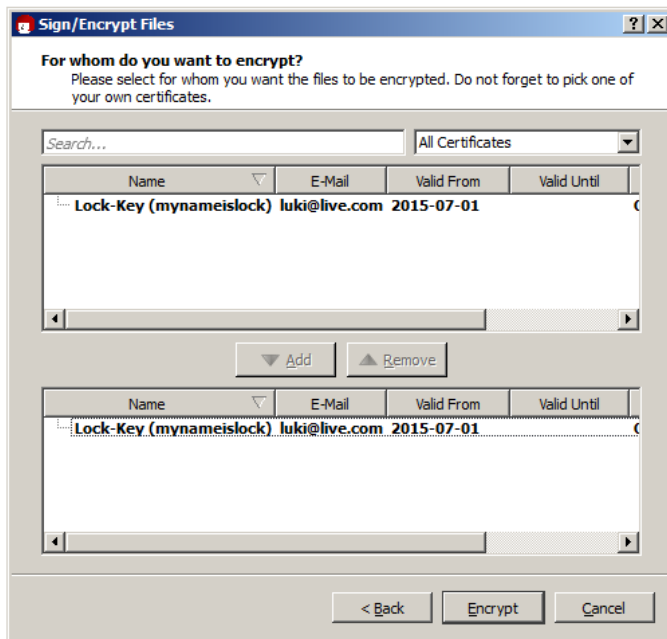 Sign/Encrypt Files
For whom do you want to encrypt?
Please select for whom you want the files to be encrypted. Do not forget to pick one of
your own certificates.
Search... All Certificates
Name E-Mail Valid From Valid Until
Lock-Key (mynameislock) luki@live.com 2015-07-01
Add Remove
Name E-Mail Valid From Valid Until
Lock-Key (mynameislock) luki@live.com 2015-07-01
< Back Encrypt Cancel